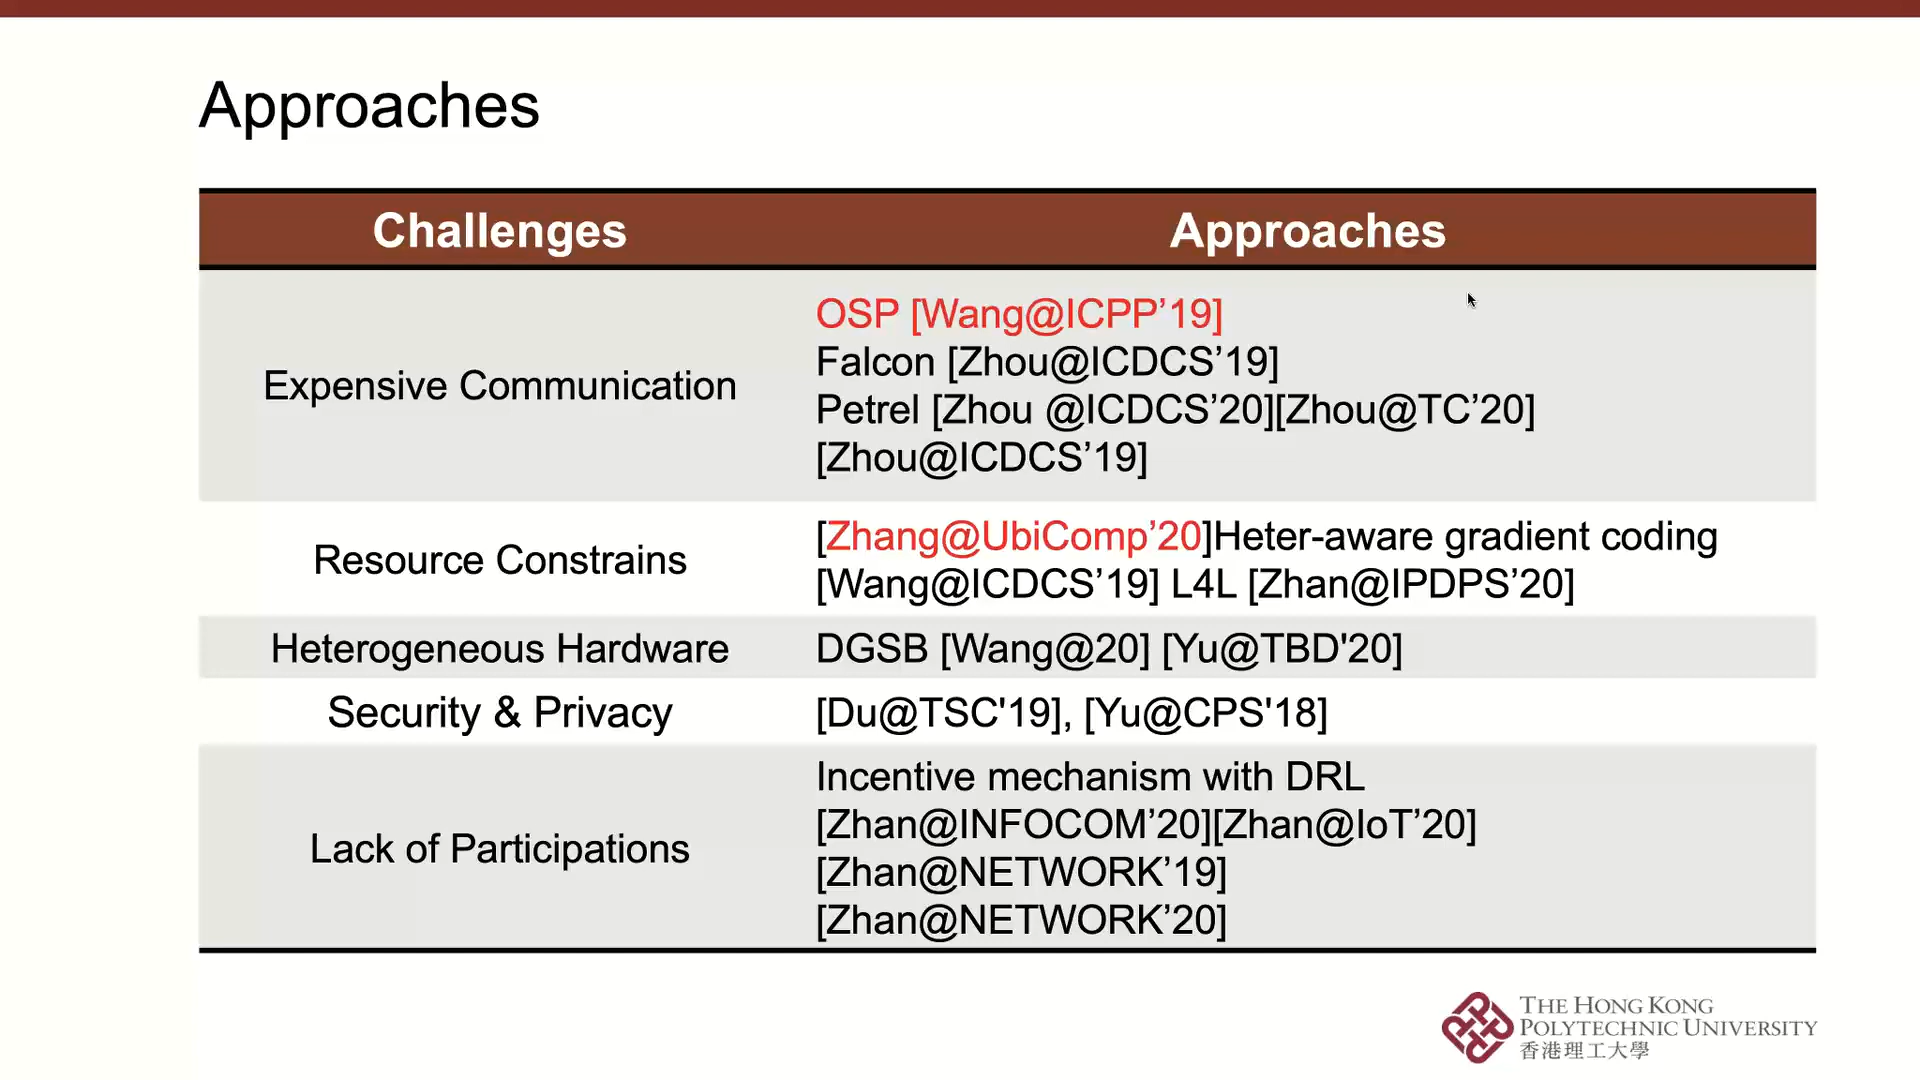 Approaches
Challenges
Approaches
Expensive Communication
OSP [Wang@ICPP’19]
Falcon [Zhou@ICDCS’19]
Petrel [Zhou @ICDCS’20][Zhou@TC’20]
[Zhou@ICDCS’19]
Resource Constrains
[Zhang@UbiComp’20]Heter-aware gradient coding
[Wang@ICDCS’19] L4L [Zhan@IPDPS’20]
Heterogeneous Hardware
DGSB [Wang@20] [Yu@TBD'20]
Security & Privacy
[Du@TSC'19], [Yu@CPS'18]
Lack of Participations
Incentive mechanism with DRL
[Zhan@INFOCOM’20][Zhan@IoT’20]
[Zhan@NETWORK’19]
[Zhan@NETWORK’20]
THE HONG KONG
POLYTECHNIC UNIVERSITY
香港理工大學